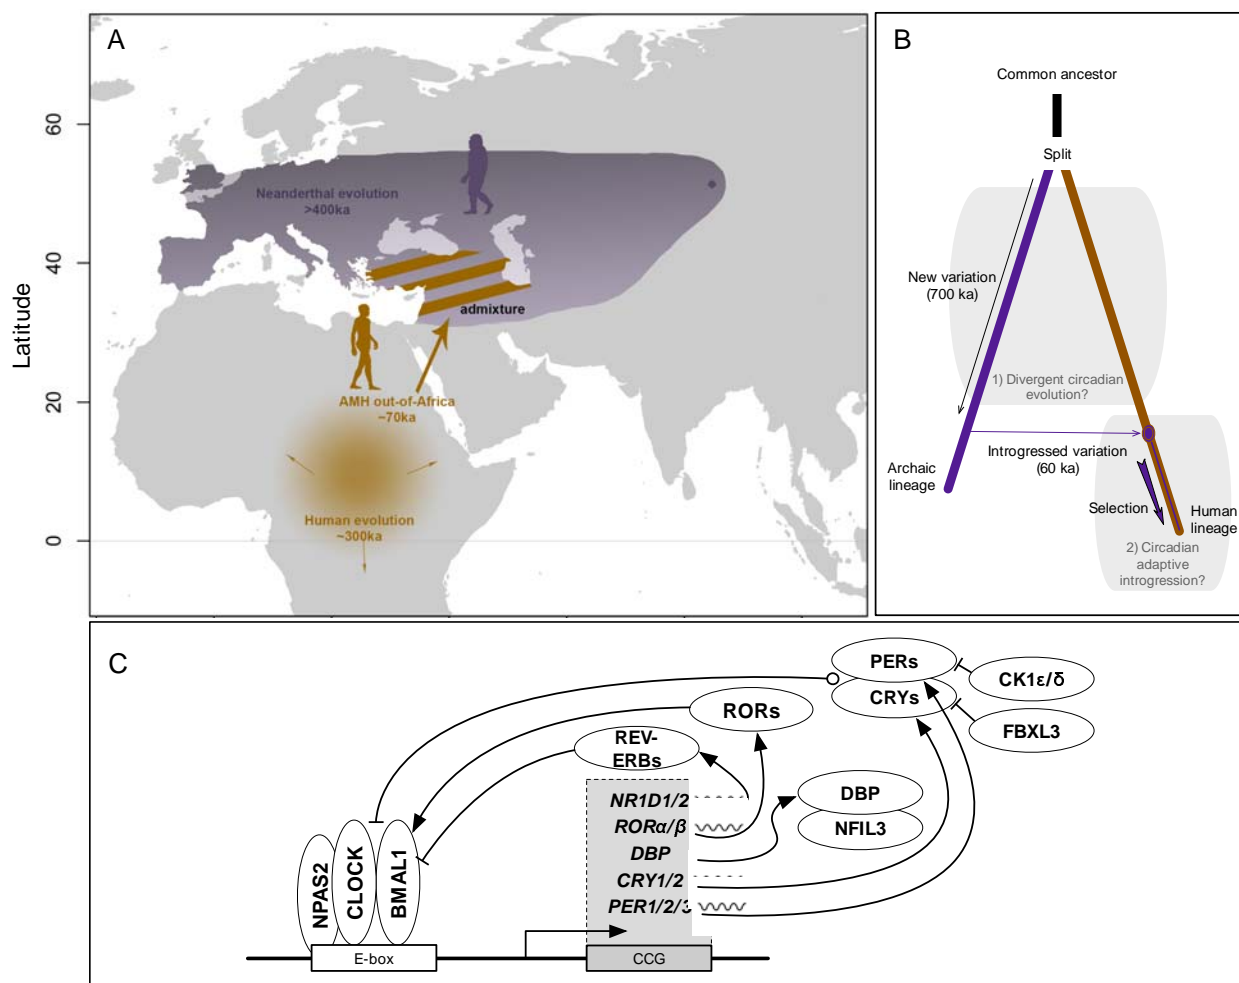 A
Latitude
60
40
20
0
Neanderthal evolution
>400ka
admixture
AMH out-of-Africa
~70ka
Human evolution
~300ka
B
Common ancestor
Split
New variation
(700 ka)
1) Divergent circadian
evolution?
Introgressed variation
(60 ka)
Archaic
lineage
Selection
Human
lineage
2) Circadian
adaptive
introgression?
C
PERs
CRYs
CK1ε/δ
FBXL3
RORs
REV-
ERBs
NR1D1/2
RORα/β
DBP
CRY1/2
PER1/2/3
DBP
NFIL3
NPAS2
CLOCK
BMAL1
E-box
CCG